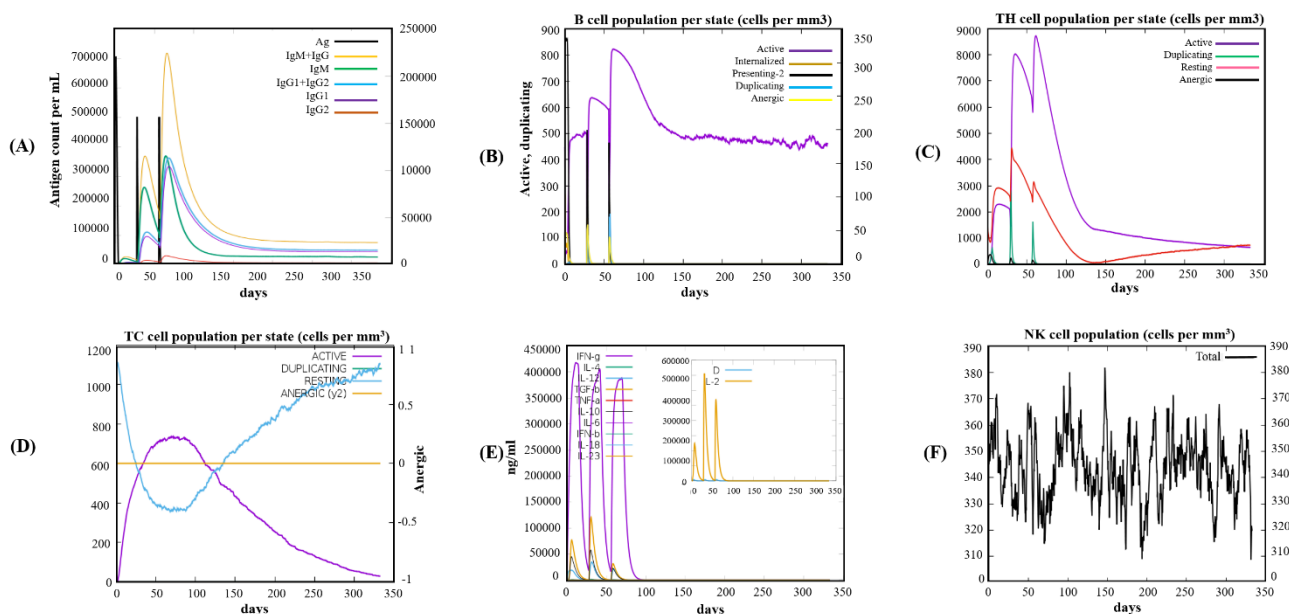 (A)
Antigen count per mL
700000
600000
500000
400000
300000
200000
100000
0
Ag
IgM+IgG
IgM
IgG1+IgG2
IgG1
IgG2
250000
200000
150000
100000
50000
0
0 50 100 150 200 250 300 350
days
B cell population per state (cells per mm3)
(B)
Active, duplicating
900
800
700
600
500
400
300
200
100
0
Active
Internalized
Presenting-2
Duplicating
Anergic
350
300
250
200
150
100
50
0
0 50 100 150 200 250 300 350
days
TH cell population per state (cells per mm3)
(C)
9000
8000
7000
6000
5000
4000
3000
2000
1000
0
Active
Duplicating
Resting
Anergic
0 50 100 150 200 250 300 350
days
TC cell population per state (cells per mm³)
(D)
1200
1000
800
600
400
200
0
ACTIVE
DUPLICATING
RESTING
ANERGIC (y2)
1
0.5
0
-0.5
-1
Anergic
0 50 100 150 200 250 300 350
days
(E)
ng/ml
450000
400000
350000
300000
250000
200000
150000
100000
50000
0
IFN-g
IL-4
IL-12
TGF-b
TNF-a
IL-10
IL-6
IFN-b
IL-18
IL-23
600000
500000
400000
300000
200000
100000
0
D
L-2
0 50 100 150 200 250 300 350
0 50 100 150 200 250 300 350
days
NK cell population (cells per mm³)
(F)
390
380
370
360
350
340
330
320
310
0
Total
390
380
370
360
350
340
330
320
310
0
0 50 100 150 200 250 300 350
days